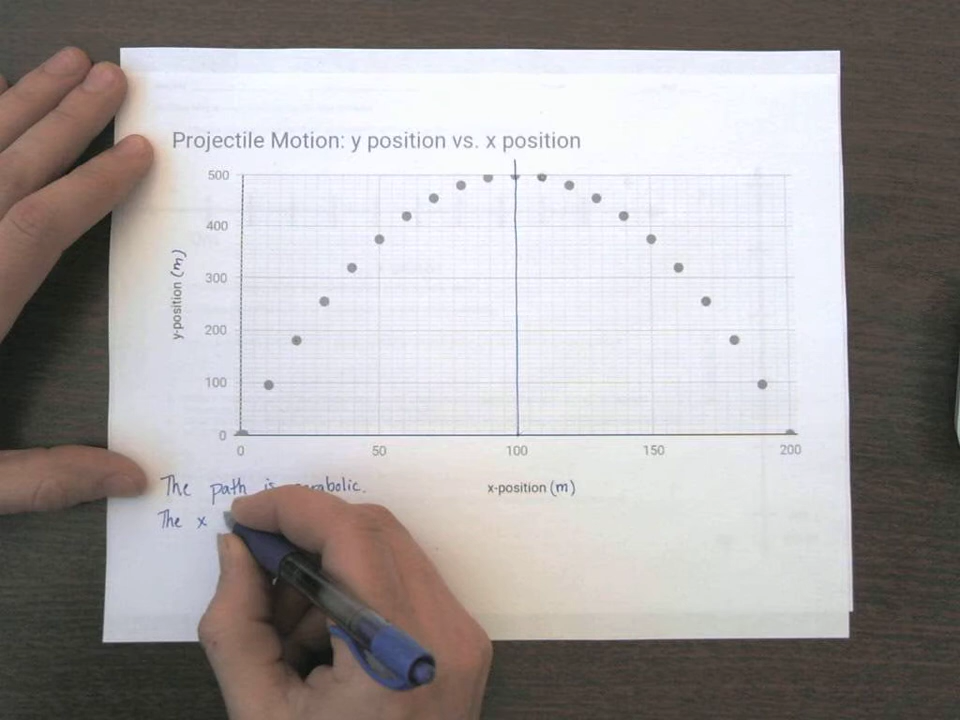 Projectile Motion: y position vs. x position
500
400
300
200
100
0
y-position (m)
0 50 100 150 200
x-position (m)
The path is parabolic.
The x